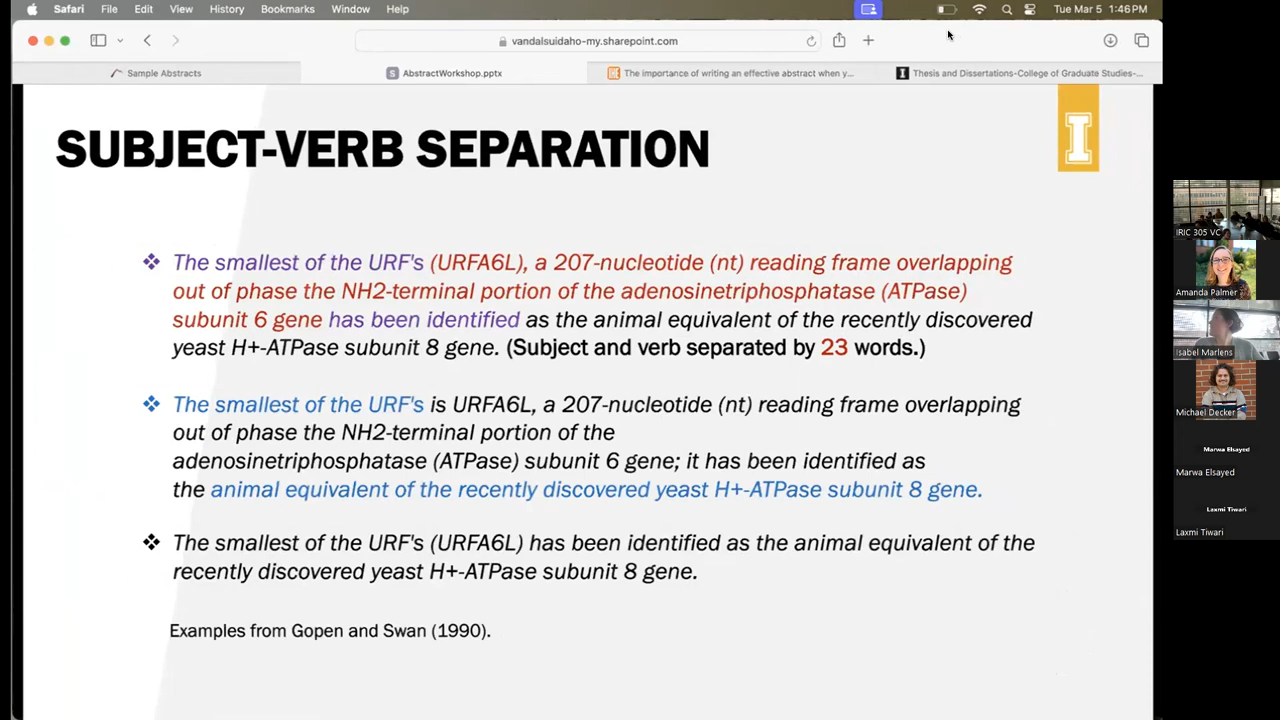 Safari File Edit View History Bookmarks Window Help Tue Mar 5 1:46 PM
vandalsuidaho-my.sharepoint.com
Sample Abstracts AbstractWorkshop.pptx The importance of writing an effective abstract when y... Thesis and Dissertations-College of Graduate Studies-...
I
SUBJECT-VERB SEPARATION
❖ The smallest of the URF's (URFA6L), a 207-nucleotide (nt) reading frame overlapping
out of phase the NH2-terminal portion of the adenosinetriphosphatase (ATPase)
subunit 6 gene has been identified as the animal equivalent of the recently discovered
yeast H+-ATPase subunit 8 gene. (Subject and verb separated by 23 words.)
❖ The smallest of the URF's is URFA6L, a 207-nucleotide (nt) reading frame overlapping
out of phase the NH2-terminal portion of the
adenosinetriphosphatase (ATPase) subunit 6 gene; it has been identified as
the animal equivalent of the recently discovered yeast H+-ATPase subunit 8 gene.
❖ The smallest of the URF's (URFA6L) has been identified as the animal equivalent of the
recently discovered yeast H+-ATPase subunit 8 gene.
Examples from Gopen and Swan (1990).
IRIC 305 VC
Amanda Palmer
Isabel Marlens
Michael Decker
Marwa Elsayed
Marwa Elsayed
Laxmi Tiwari
Laxmi Tiwari